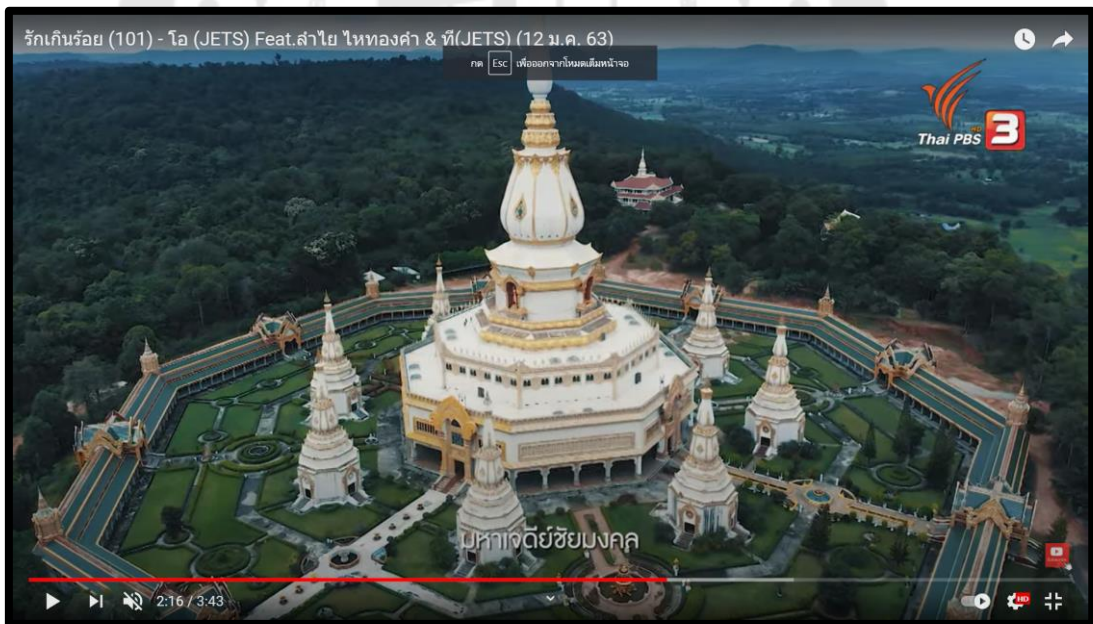 รักเกินร้อย (101) - โอ (JETS) Feat.ลำไย ไหทองคำ & ที(JETS) (12 ม.ค. 63)
กด Esc เพื่อออกจากโหมดเต็มหน้าจอ
Thai PBS HD 3
มหาเจดีย์ชัยมงคล
2:16 / 3:43
HD